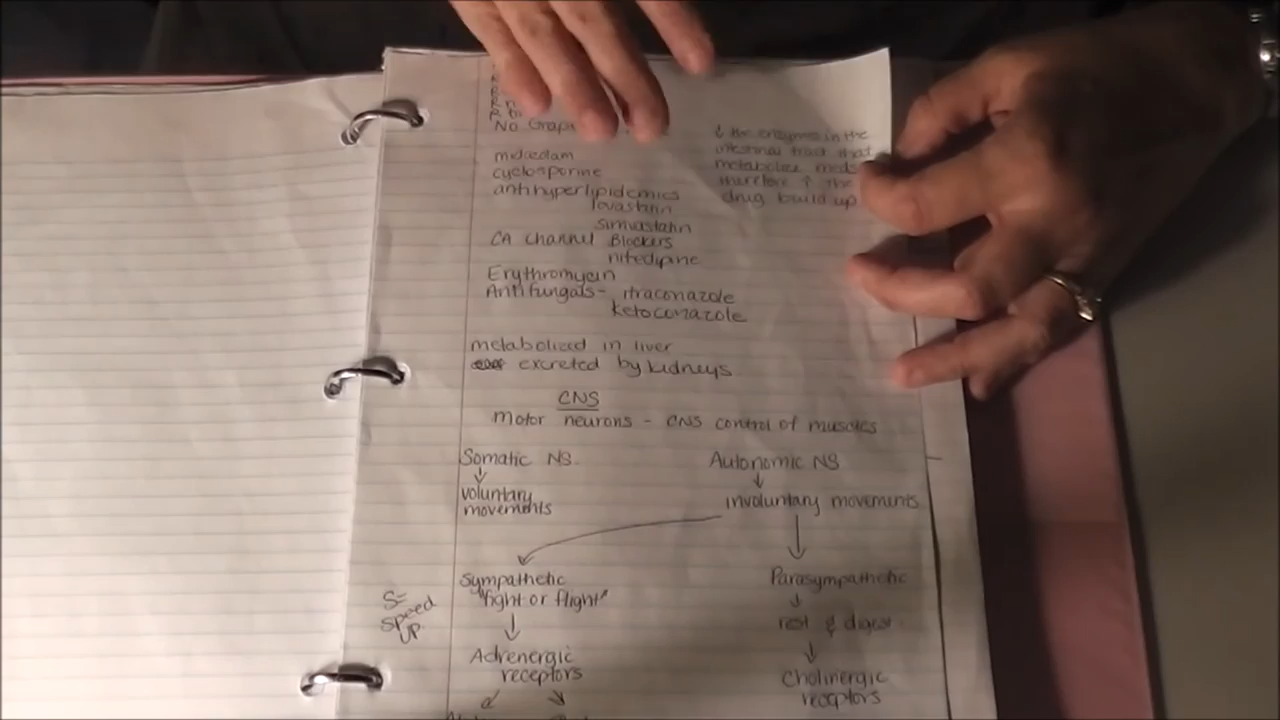 No Grap
midazolam
cyclosporine
antihyperlipidemics
lovastatin
simvastatin
CA channel Blockers
nifedipine
Erythromycin
Antifungals - itraconazole
ketoconazole
↓ the enzymes in the
intestinal tract that
metabolize meds
therefore ↑ the
drug build up
metabolized in liver
excreted by kidneys
CNS
motor neurons - CNS control of muscles
Somatic NS.
↓
voluntary
movements
Autonomic NS
↓
involuntary movements
Sympathetic
"fight or flight"
↓
Adrenergic
receptors
S=
Speed
UP
Parasympathetic
↓
rest & digest
↓
Cholinergic
receptors